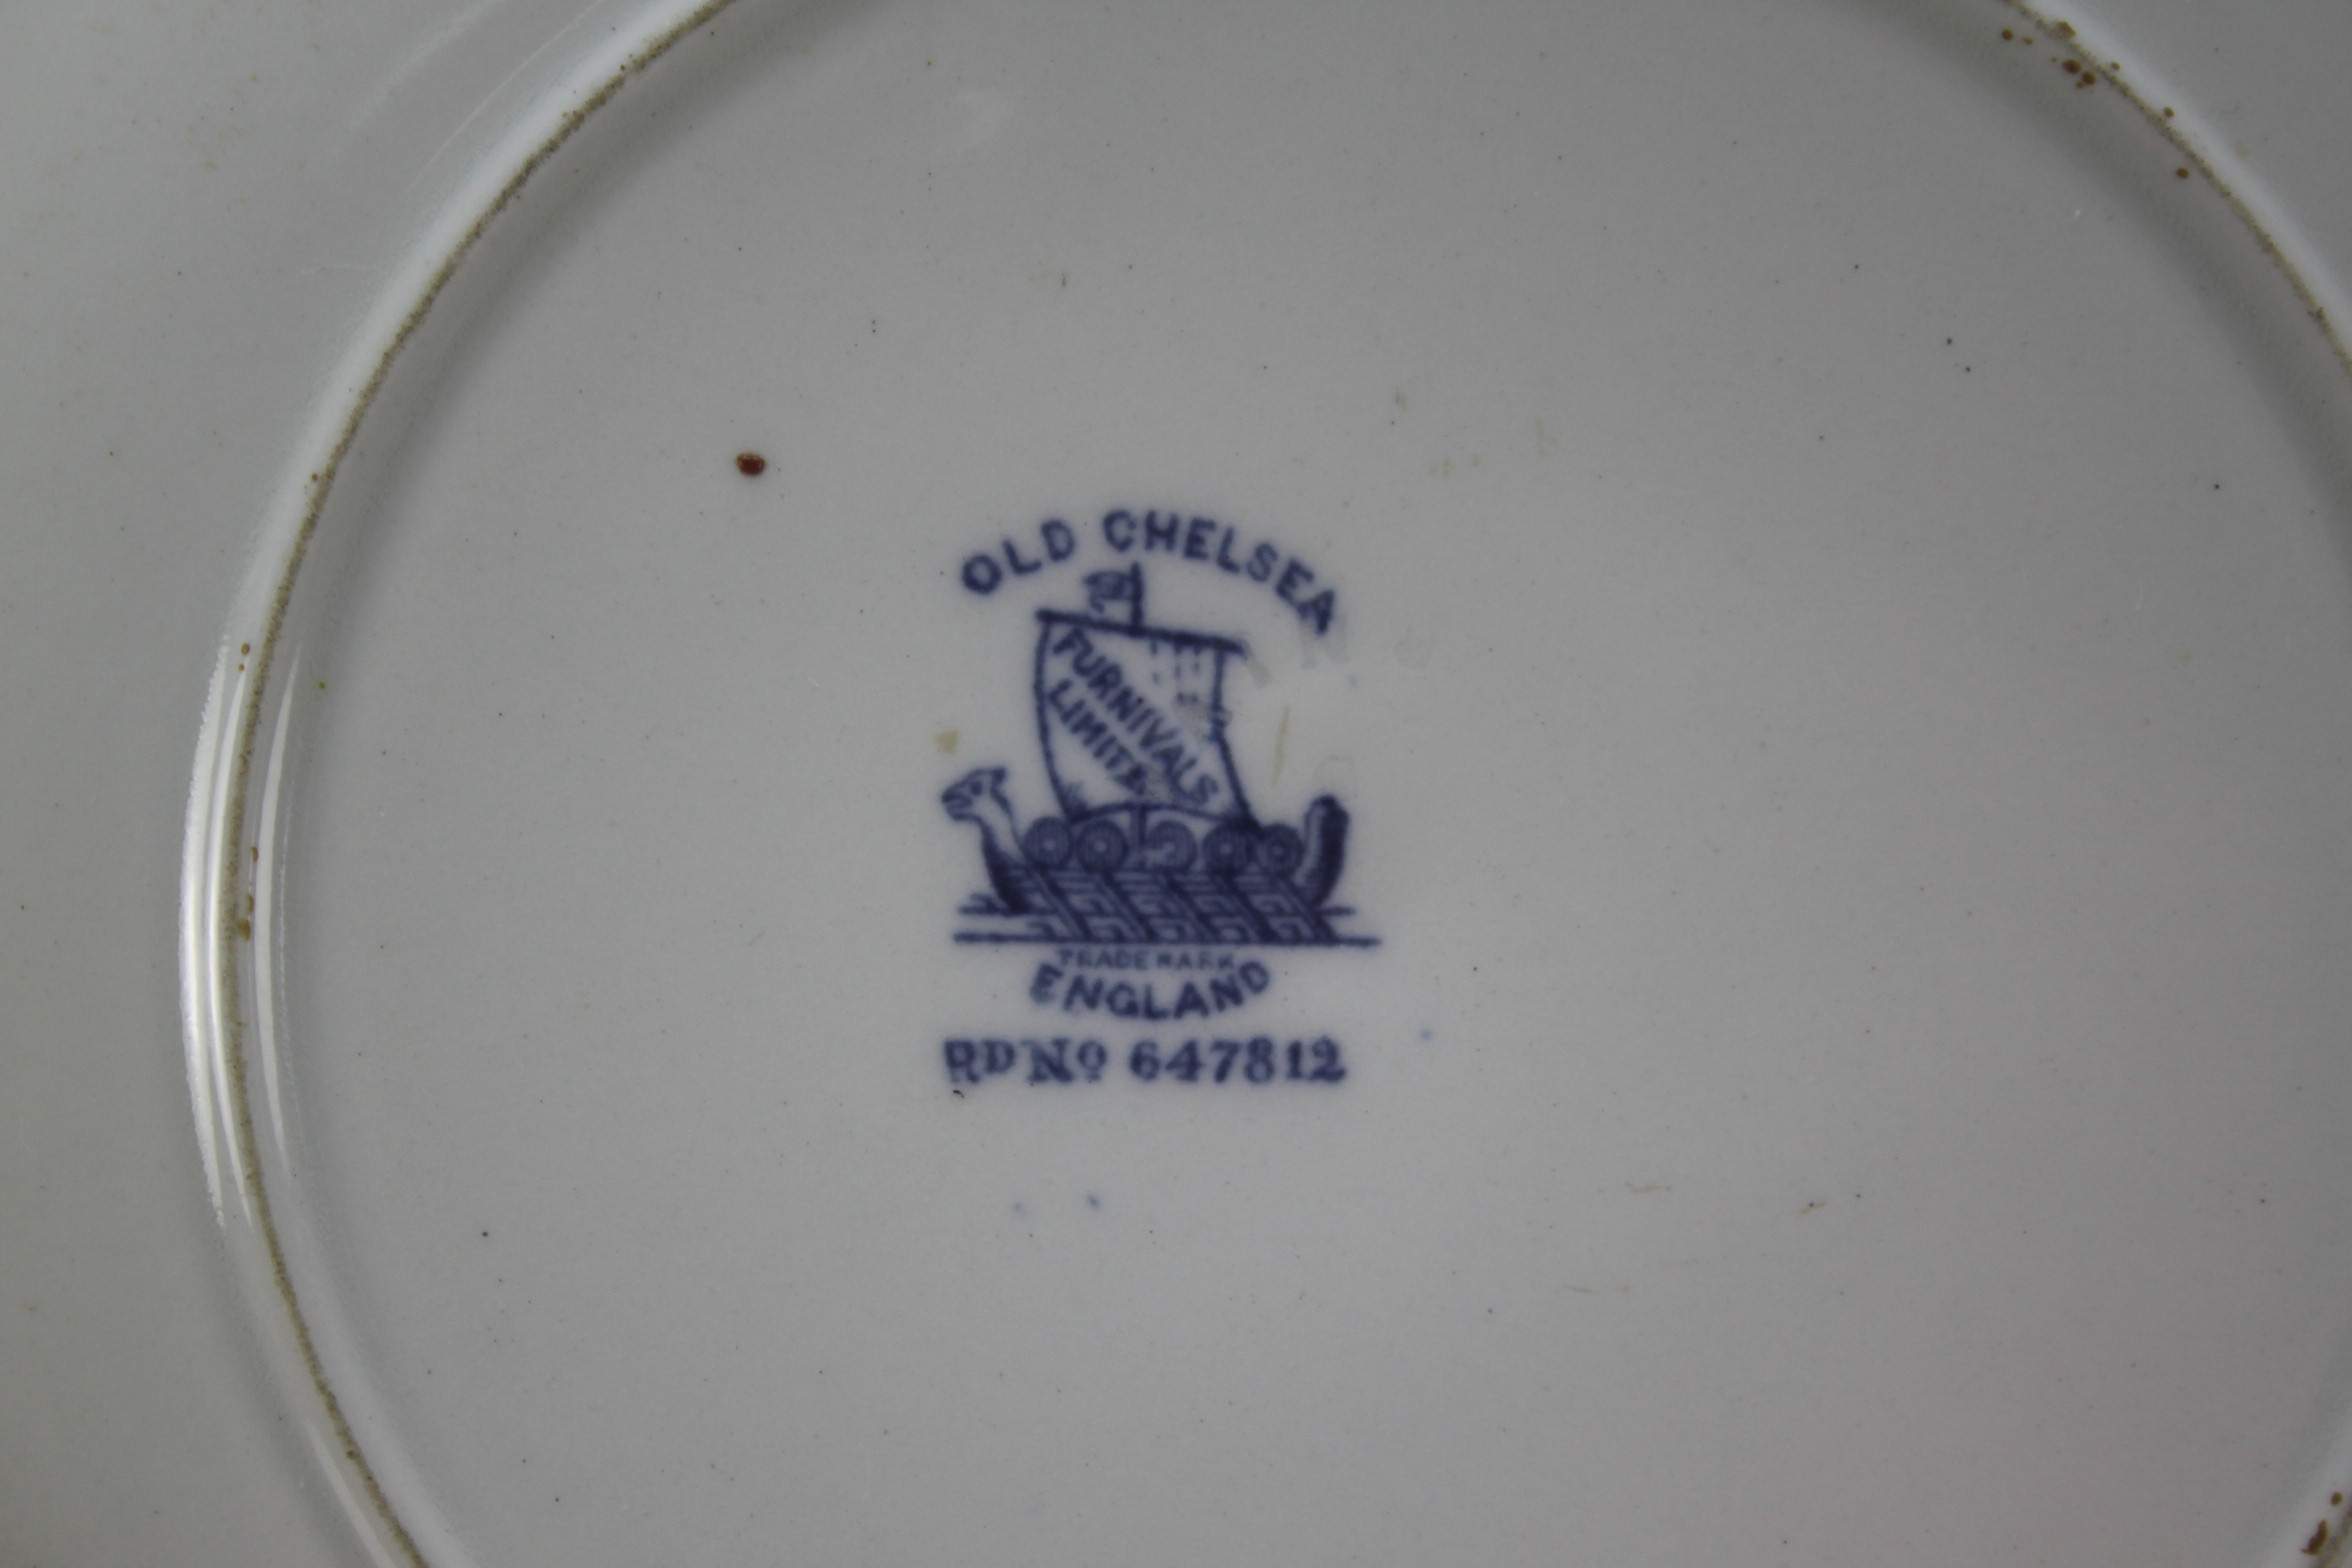 OLD CHELSEA
FURNIVALS
LIMITED
TRADE MARK
ENGLAND
RD No 647812